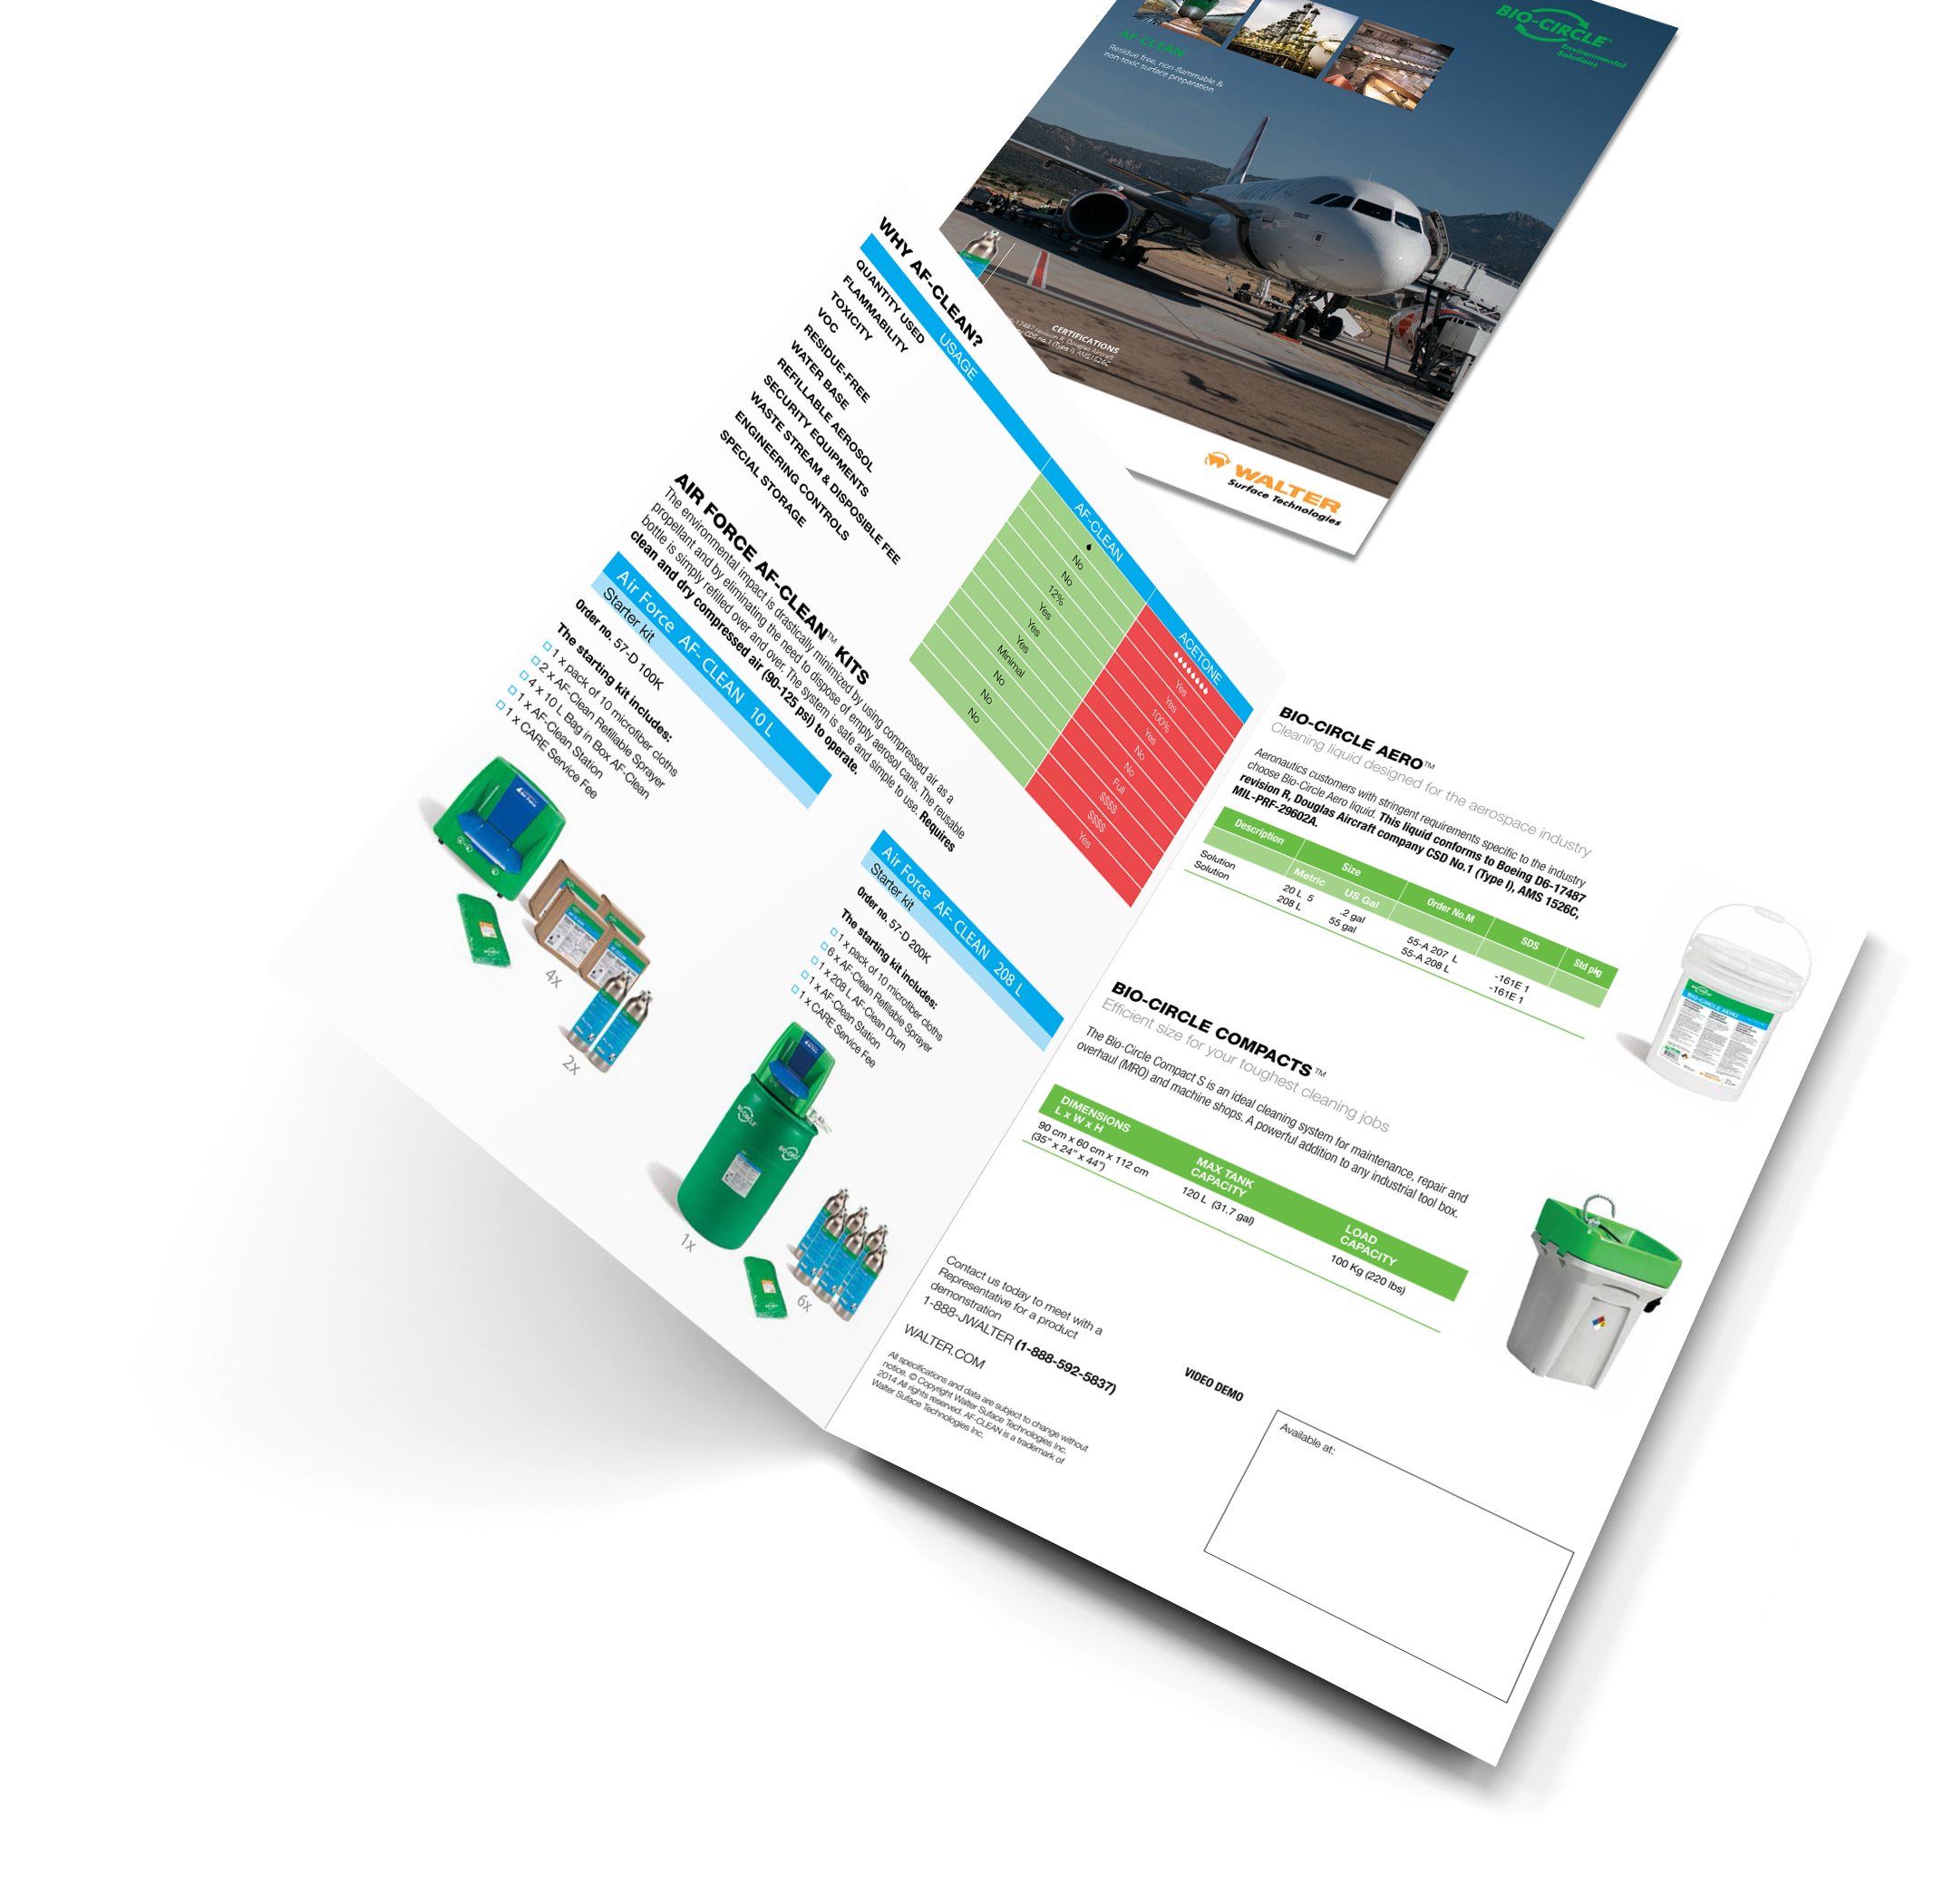 BIO-CIRCLE
Environmental
Solutions
AF-CLEAN
Residue free, non-flammable &
non-toxic surface preparation
CERTIFICATIONS
17487 revision R, Douglas Aircraft
CDS no.1 (Type I), AMS1526C
WALTER
Surface Technologies
WHY AF-CLEAN?
USAGE AF-CLEAN ACETONE
QUANTITY USED
FLAMMABILITY No Yes
TOXICITY No Yes
VOC 12% 100%
RESIDUE-FREE Yes Yes
WATER BASE Yes No
REFILLABLE AEROSOL Yes No
SECURITY EQUIPMENTS Minimal Full
WASTE STREAM & DISPOSIBLE FEE No $$$$
ENGINEERING CONTROLS No $$$$
SPECIAL STORAGE No Yes
AIR FORCE AF-CLEAN™ KITS
The environmental impact is drastically minimized by using compressed air as a
propellant and by eliminating the need to dispose of empty aerosol cans. The reusable
bottle is simply refilled over and over. The system is safe and simple to use. Requires
clean and dry compressed air (90-125 psi) to operate.
Air Force AF- CLEAN 10 L
Starter kit
Order no. 57-D 100K
The starting kit includes:
1 x pack of 10 microfiber cloths
2 x AF-Clean Refillable Sprayer
4 x 10 L Bag in Box AF-Clean
1 x AF-Clean Station
1 x CARE Service Fee
4x
2x
Air Force AF- CLEAN 208 L
Starter kit
Order no. 57-D 200K
The starting kit includes:
1 x pack of 10 microfiber cloths
6 x AF-Clean Refillable Sprayer
1 x 208 L AF-Clean Drum
1 x AF-Clean Station
1 x CARE Service Fee
BIO-CIRCLE
BIO-CIRCLE
1x
6x
BIO-CIRCLE AERO™
Cleaning liquid designed for the aerospace industry
Aeronautics customers with stringent requirements specific to the industry
choose Bio-Circle Aero liquid. This liquid conforms to Boeing D6-17487
revision R, Douglas Aircraft company CSD No.1 (Type I), AMS 1526C,
MIL-PRF-29602A.
Description Size Order No.M SDS Std pkg
Metric US Gal
Solution 20 L 5 .2 gal 55-A 207 L -161E 1
Solution 208 L 55 gal 55-A 208 L -161E 1
BIO-CIRCLE AERO
BIO-CIRCLE COMPACTS™
Efficient size for your toughest cleaning jobs
The Bio-Circle Compact S is an ideal cleaning system for maintenance, repair and
overhaul (MRO) and machine shops. A powerful addition to any industrial tool box.
DIMENSIONS
L x W x H
MAX TANK
CAPACITY
LOAD
CAPACITY
90 cm x 60 cm x 112 cm
(35" x 24" x 44")
120 L (31.7 gal)
100 Kg (220 lbs)
Contact us today to meet with a
Representative for a product
demonstration
1-888-JWALTER (1-888-592-5837)
WALTER.COM
All specifications and data are subject to change without
notice. © Copyright Walter Suface Technologies Inc.
2014 All rights reserved. AF-CLEAN is a trademark of
Walter Suface Technologies Inc.
VIDEO DEMO
Available at: